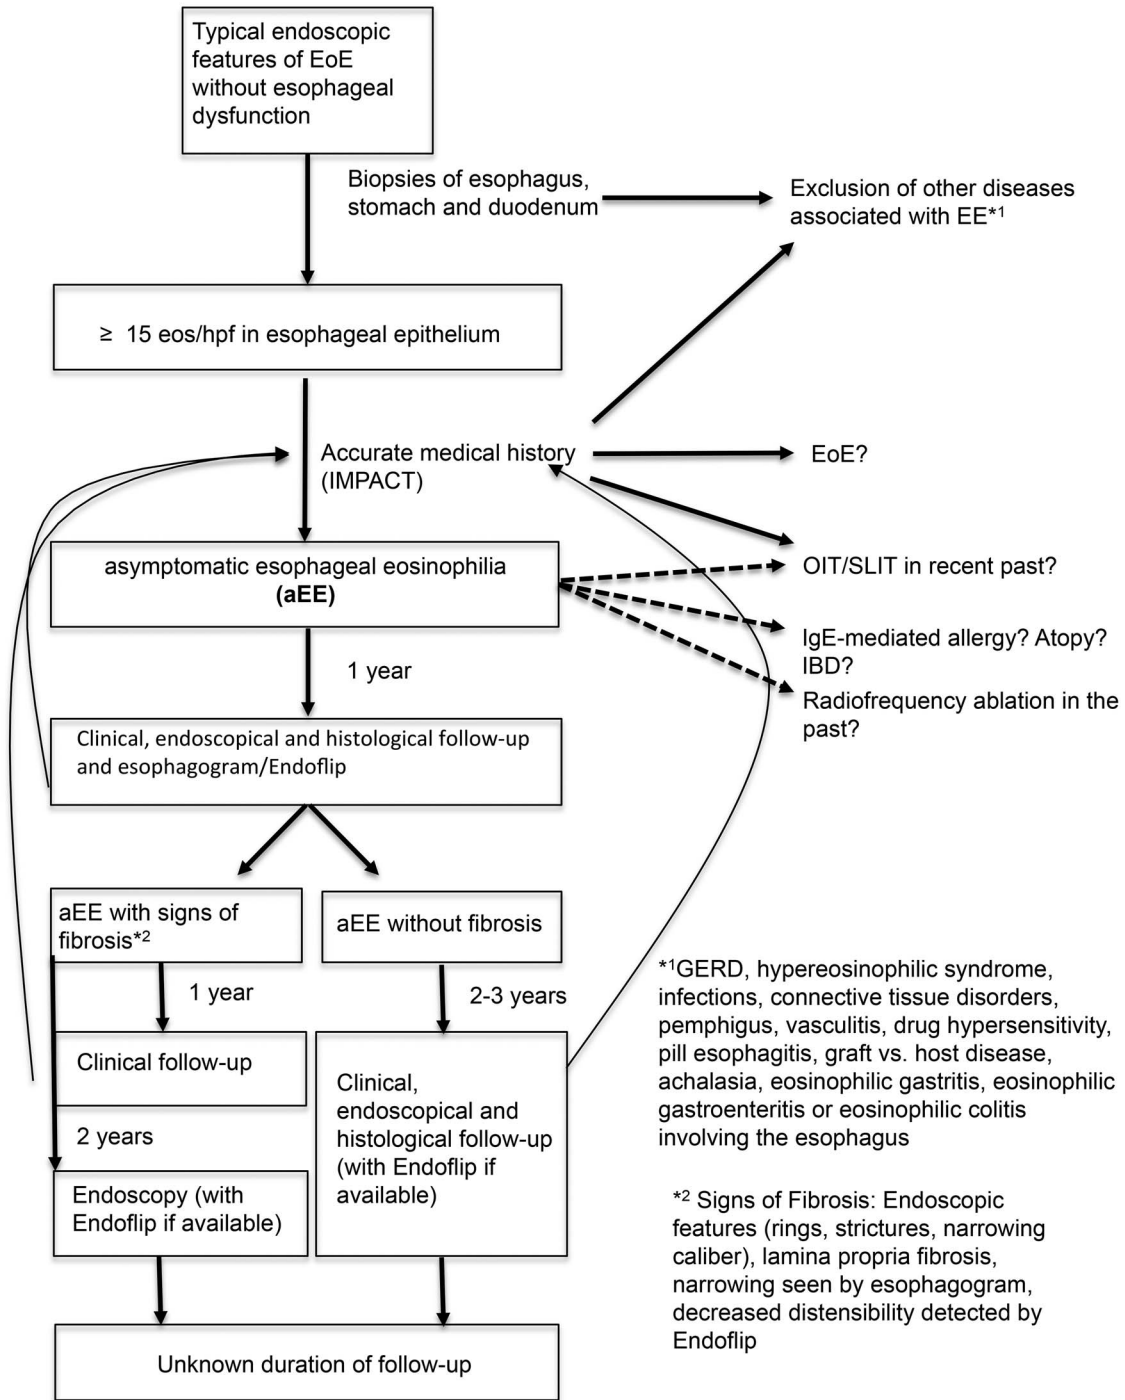 Typical endoscopic
features of EoE
without esophageal
dysfunction
Biopsies of esophagus,
stomach and duodenum
Exclusion of other diseases
associated with EE*1
≥ 15 eos/hpf in esophageal epithelium
Accurate medical history
(IMPACT)
EoE?
asymptomatic esophageal eosinophilia
(aEE)
OIT/SLIT in recent past?
IgE-mediated allergy? Atopy?
IBD?
Radiofrequency ablation in the
past?
1 year
Clinical, endoscopical and histological follow-up
and esophagogram/Endoflip
aEE with signs of
fibrosis*2
aEE without fibrosis
1 year
2-3 years
Clinical follow-up
2 years
Endoscopy (with
Endoflip if available)
Clinical,
endoscopical and
histological follow-up
(with Endoflip if
available)
Unknown duration of follow-up
*1GERD, hypereosinophilic syndrome,
infections, connective tissue disorders,
pemphigus, vasculitis, drug hypersensitivity,
pill esophagitis, graft vs. host disease,
achalasia, eosinophilic gastritis, eosinophilic
gastroenteritis or eosinophilic colitis
involving the esophagus
*2 Signs of Fibrosis: Endoscopic
features (rings, strictures, narrowing
caliber), lamina propria fibrosis,
narrowing seen by esophagogram,
decreased distensibility detected by
Endoflip